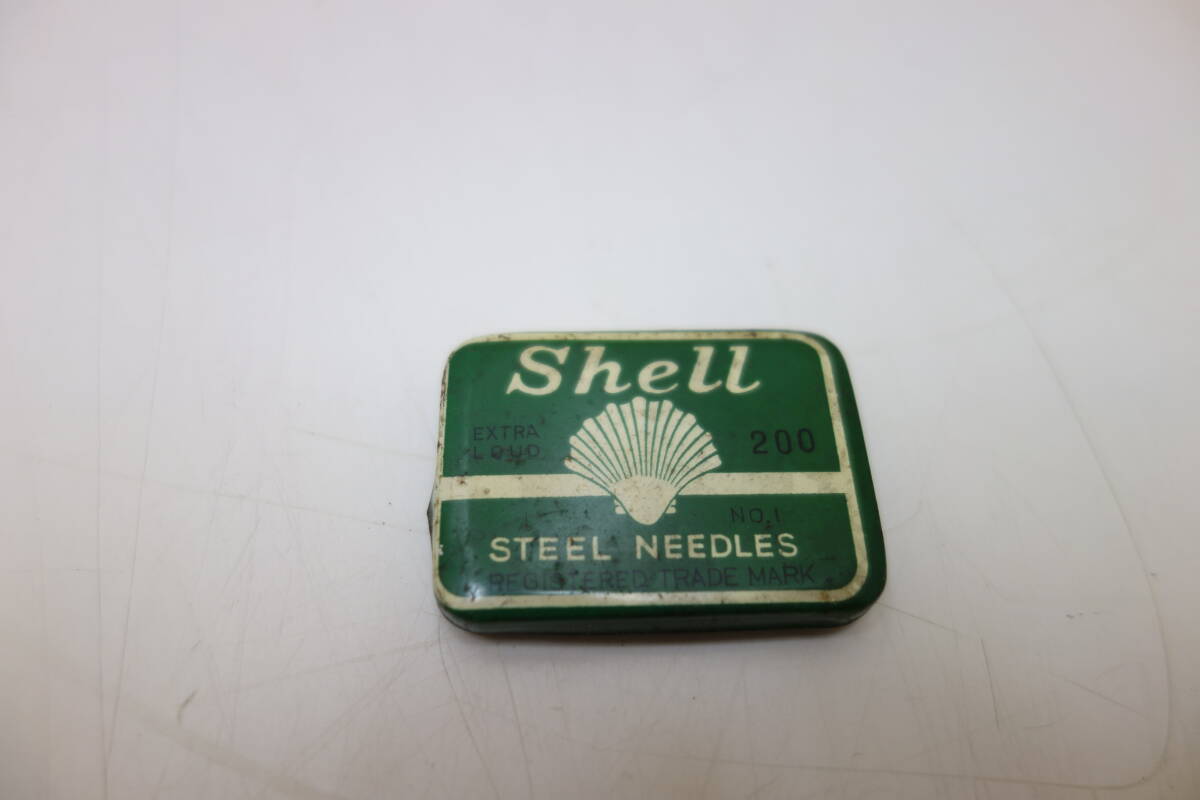 Shell
EXTRA
LOUD
200
NO.1
STEEL NEEDLES
REGISTERED TRADE MARK